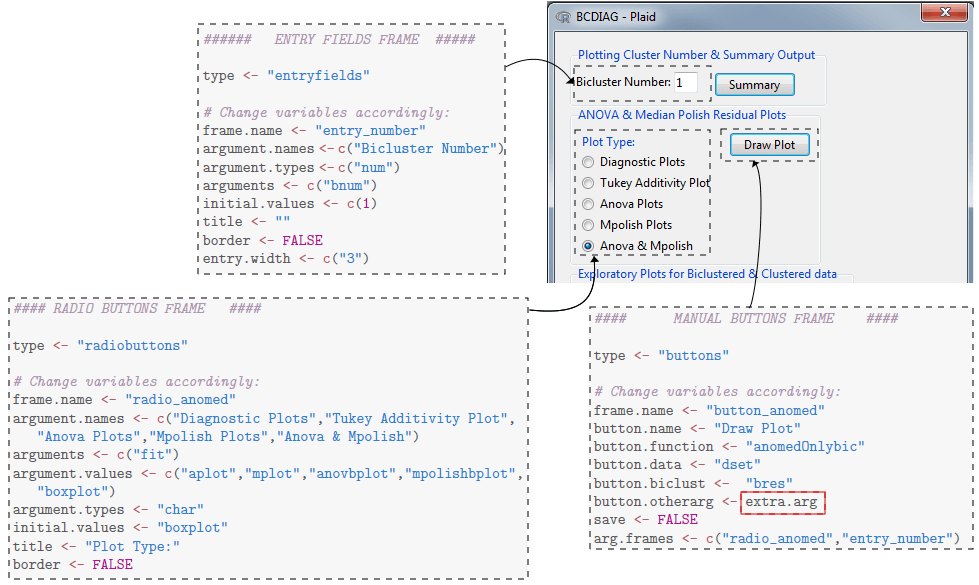 ###### ENTRY FIELDS FRAME #####
type <- "entryfields"
# Change variables accordingly:
frame.name <- "entry_number"
argument.names <- c("Bicluster Number")
argument.types <- c("num")
arguments <- c("bnum")
initial.values <- c(1)
title <- ""
border <- FALSE
entry.width <- c("3")
BCDIAG - Plaid
Plotting Cluster Number & Summary Output
Bicluster Number: 1 Summary
ANOVA & Median Polish Residual Plots
Plot Type: Draw Plot
Diagnostic Plots
Tukey Additivity Plot
Anova Plots
Mpolish Plots
Anova & Mpolish
Exploratory Plots for Biclustered & Clustered data
#### RADIO BUTTONS FRAME ####
type <- "radiobuttons"
# Change variables accordingly:
frame.name <- "radio_anomed"
argument.names <- c("Diagnostic Plots","Tukey Additivity Plot",
"Anova Plots","Mpolish Plots","Anova & Mpolish")
arguments <- c("fit")
argument.values <- c("aplot","mplot","anovbplot","mpolishbplot",
"boxplot")
argument.types <- "char"
initial.values <- "boxplot"
title <- "Plot Type:"
border <- FALSE
#### MANUAL BUTTONS FRAME ####
type <- "buttons"
# Change variables accordingly:
frame.name <- "button_anomed"
button.name <- "Draw Plot"
button.function <- "anomedOnlybic"
button.data <- "dset"
button.biclust <- "bres"
button.otherarg <- extra.arg
save <- FALSE
arg.frames <- c("radio_anomed","entry_number")